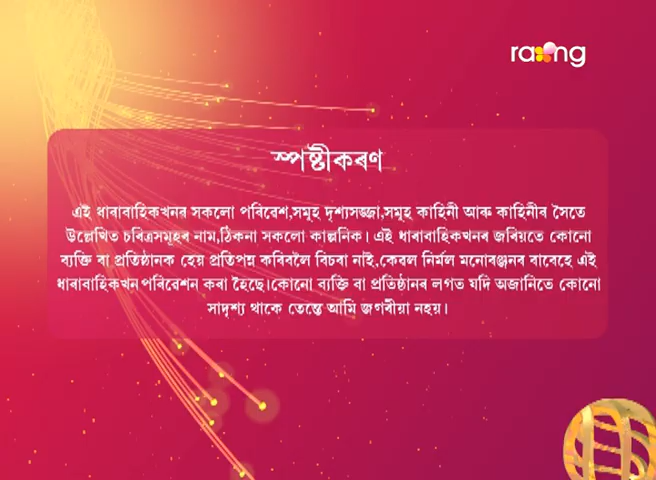 rang
স্পষ্টীকৰণ
এই ধাৰাবাহিকখনৰ সকলো পৰিৱেশ,সমূহ দৃশ্যসজ্জা,সমূহ কাহিনী আৰু কাহিনীৰ সৈতে
উল্লেখিত চৰিত্ৰসমূহৰ নাম,ঠিকনা সকলো কাল্পনিক। এই ধাৰাবাহিকখনৰ জৰিয়তে কোনো
ব্যক্তি বা প্ৰতিষ্ঠানক হেয় প্ৰতিপন্ন কৰিবলৈ বিচৰা নাই,কেৱল নিৰ্মল মনোৰঞ্জনৰ বাবেহে এই
ধাৰাবাহিকখন পৰিৱেশন কৰা হৈছে।কোনো ব্যক্তি বা প্ৰতিষ্ঠানৰ লগত যদি অজানিতে কোনো
সাদৃশ্য থাকে তেন্তে আমি জগৰীয়া নহয়।